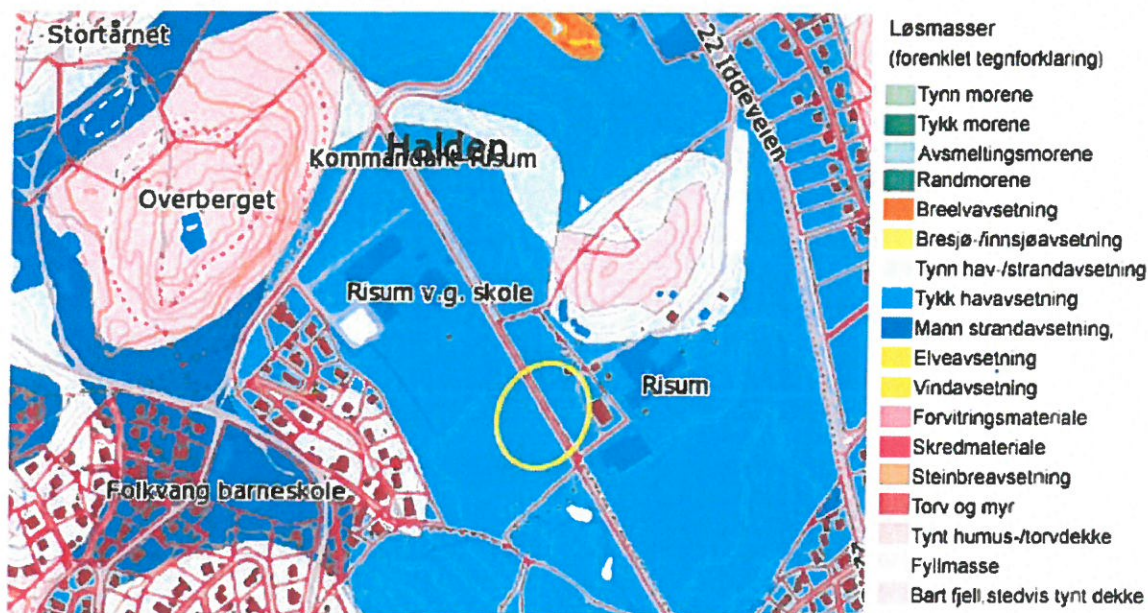 Stortårnet
22 Iddeveien
Halden
Kommandant-Risum
Overberget
Risum v.g. skole
Risum
Folkvang barneskole
Løsmasser
(forenklet tegnforklaring)
Tynn morene
Tykk morene
Avsmeltingsmorene
Randmorene
Breelvavsetning
Bresjø-/innsjøavsetning
Tynn hav-/strandavsetning
Tykk havavsetning
Mann strandavsetning,
Elveavsetning
Vindavsetning
Forvitringsmateriale
Skredmateriale
Steinbreavsetning
Torv og myr
Tynt humus-/torvdekke
Fyllmasse
Bart fjell, stedvis tynt dekke